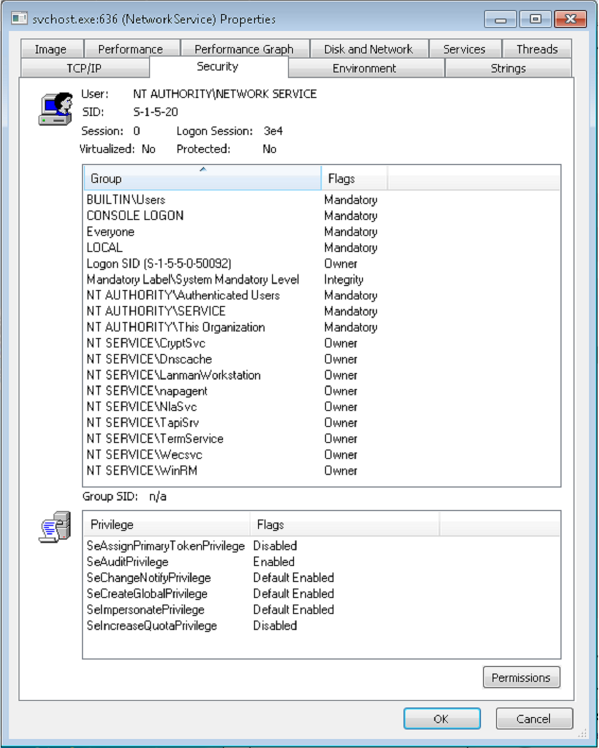 svchost.exe:636 (NetworkService) Properties
Image Performance Performance Graph Disk and Network Services Threads
TCP/IP Security Environment Strings
User: NT AUTHORITY\NETWORK SERVICE
SID: S-1-5-20
Session: 0 Logon Session: 3e4
Virtualized: No Protected: No
Group Flags
BUILTIN\Users Mandatory
CONSOLE LOGON Mandatory
Everyone Mandatory
LOCAL Mandatory
Logon SID (S-1-5-5-0-50092) Owner
Mandatory Label\System Mandatory Level Integrity
NT AUTHORITY\Authenticated Users Mandatory
NT AUTHORITY\SERVICE Mandatory
NT AUTHORITY\This Organization Mandatory
NT SERVICE\CryptSvc Owner
NT SERVICE\Dnscache Owner
NT SERVICE\LanmanWorkstation Owner
NT SERVICE\napagent Owner
NT SERVICE\NlaSvc Owner
NT SERVICE\TapiSrv Owner
NT SERVICE\TermService Owner
NT SERVICE\Wecsvc Owner
NT SERVICE\WinRM Owner
Group SID: n/a
Privilege Flags
SeAssignPrimaryTokenPrivilege Disabled
SeAuditPrivilege Enabled
SeChangeNotifyPrivilege Default Enabled
SeCreateGlobalPrivilege Default Enabled
SeImpersonatePrivilege Default Enabled
SeIncreaseQuotaPrivilege Disabled
Permissions
OK Cancel